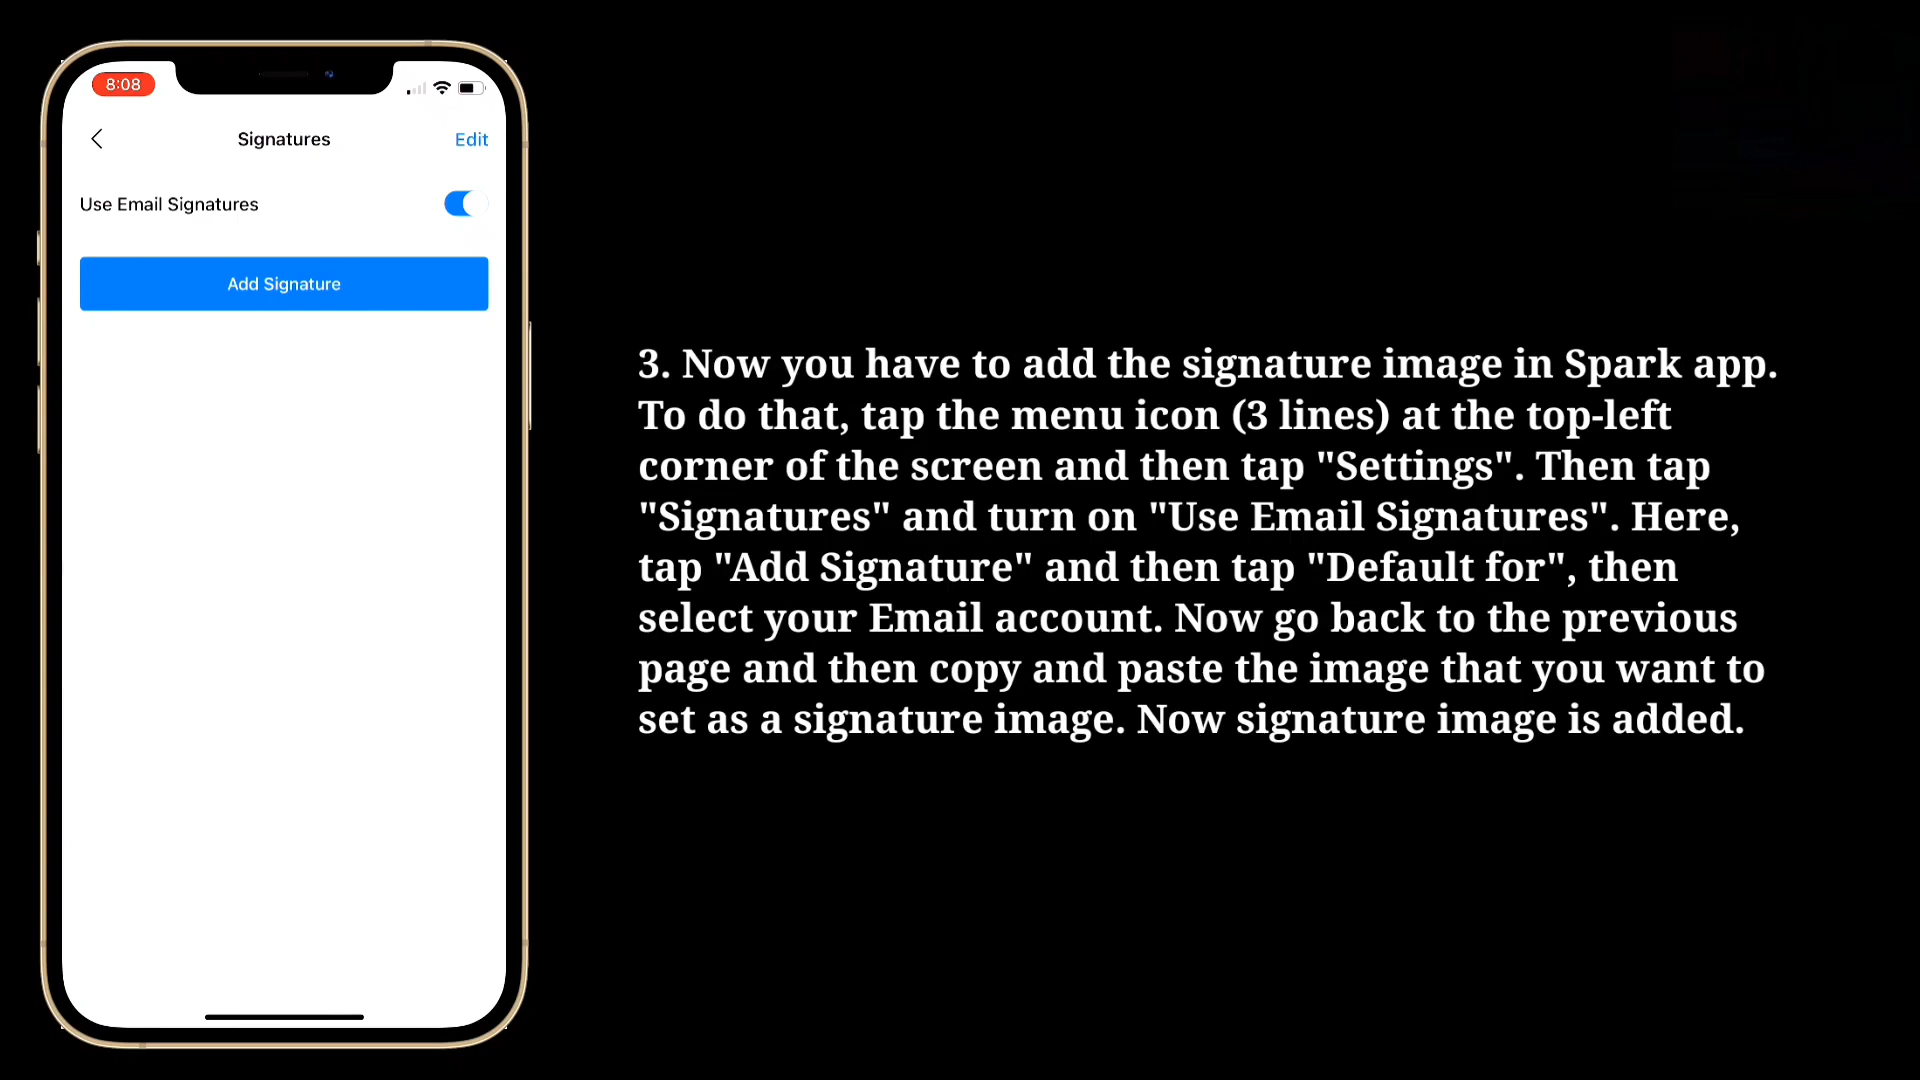 8:08
Signatures
Edit
Use Email Signatures
Add Signature
3. Now you have to add the signature image in Spark app.
To do that, tap the menu icon (3 lines) at the top-left
corner of the screen and then tap "Settings". Then tap
"Signatures" and turn on "Use Email Signatures". Here,
tap "Add Signature" and then tap "Default for", then
select your Email account. Now go back to the previous
page and then copy and paste the image that you want to
set as a signature image. Now signature image is added.